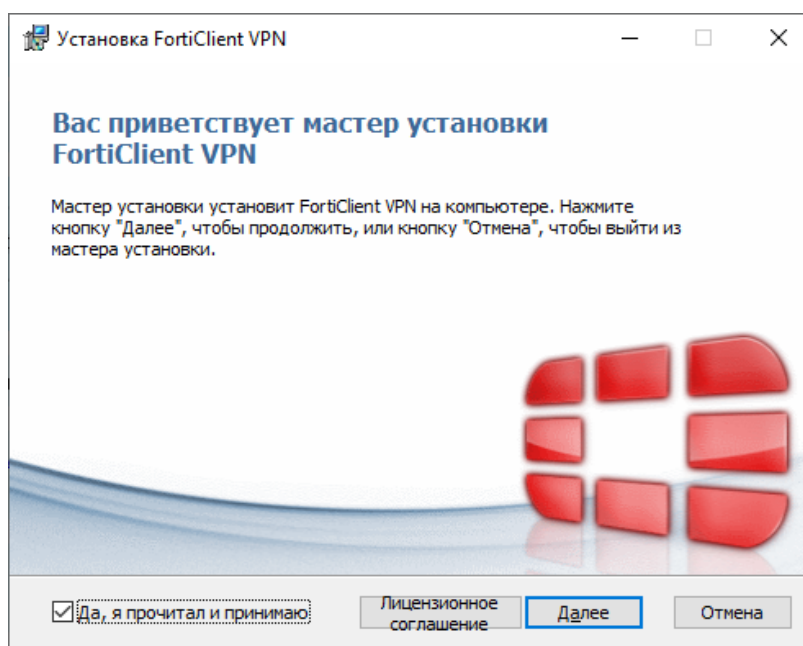 Установка FortiClient VPN
Вас приветствует мастер установки
FortiClient VPN
Мастер установки установит FortiClient VPN на компьютере. Нажмите
кнопку "Далее", чтобы продолжить, или кнопку "Отмена", чтобы выйти из
мастера установки.
Да, я прочитал и принимаю
Лицензионное
соглашение
Далее
Отмена